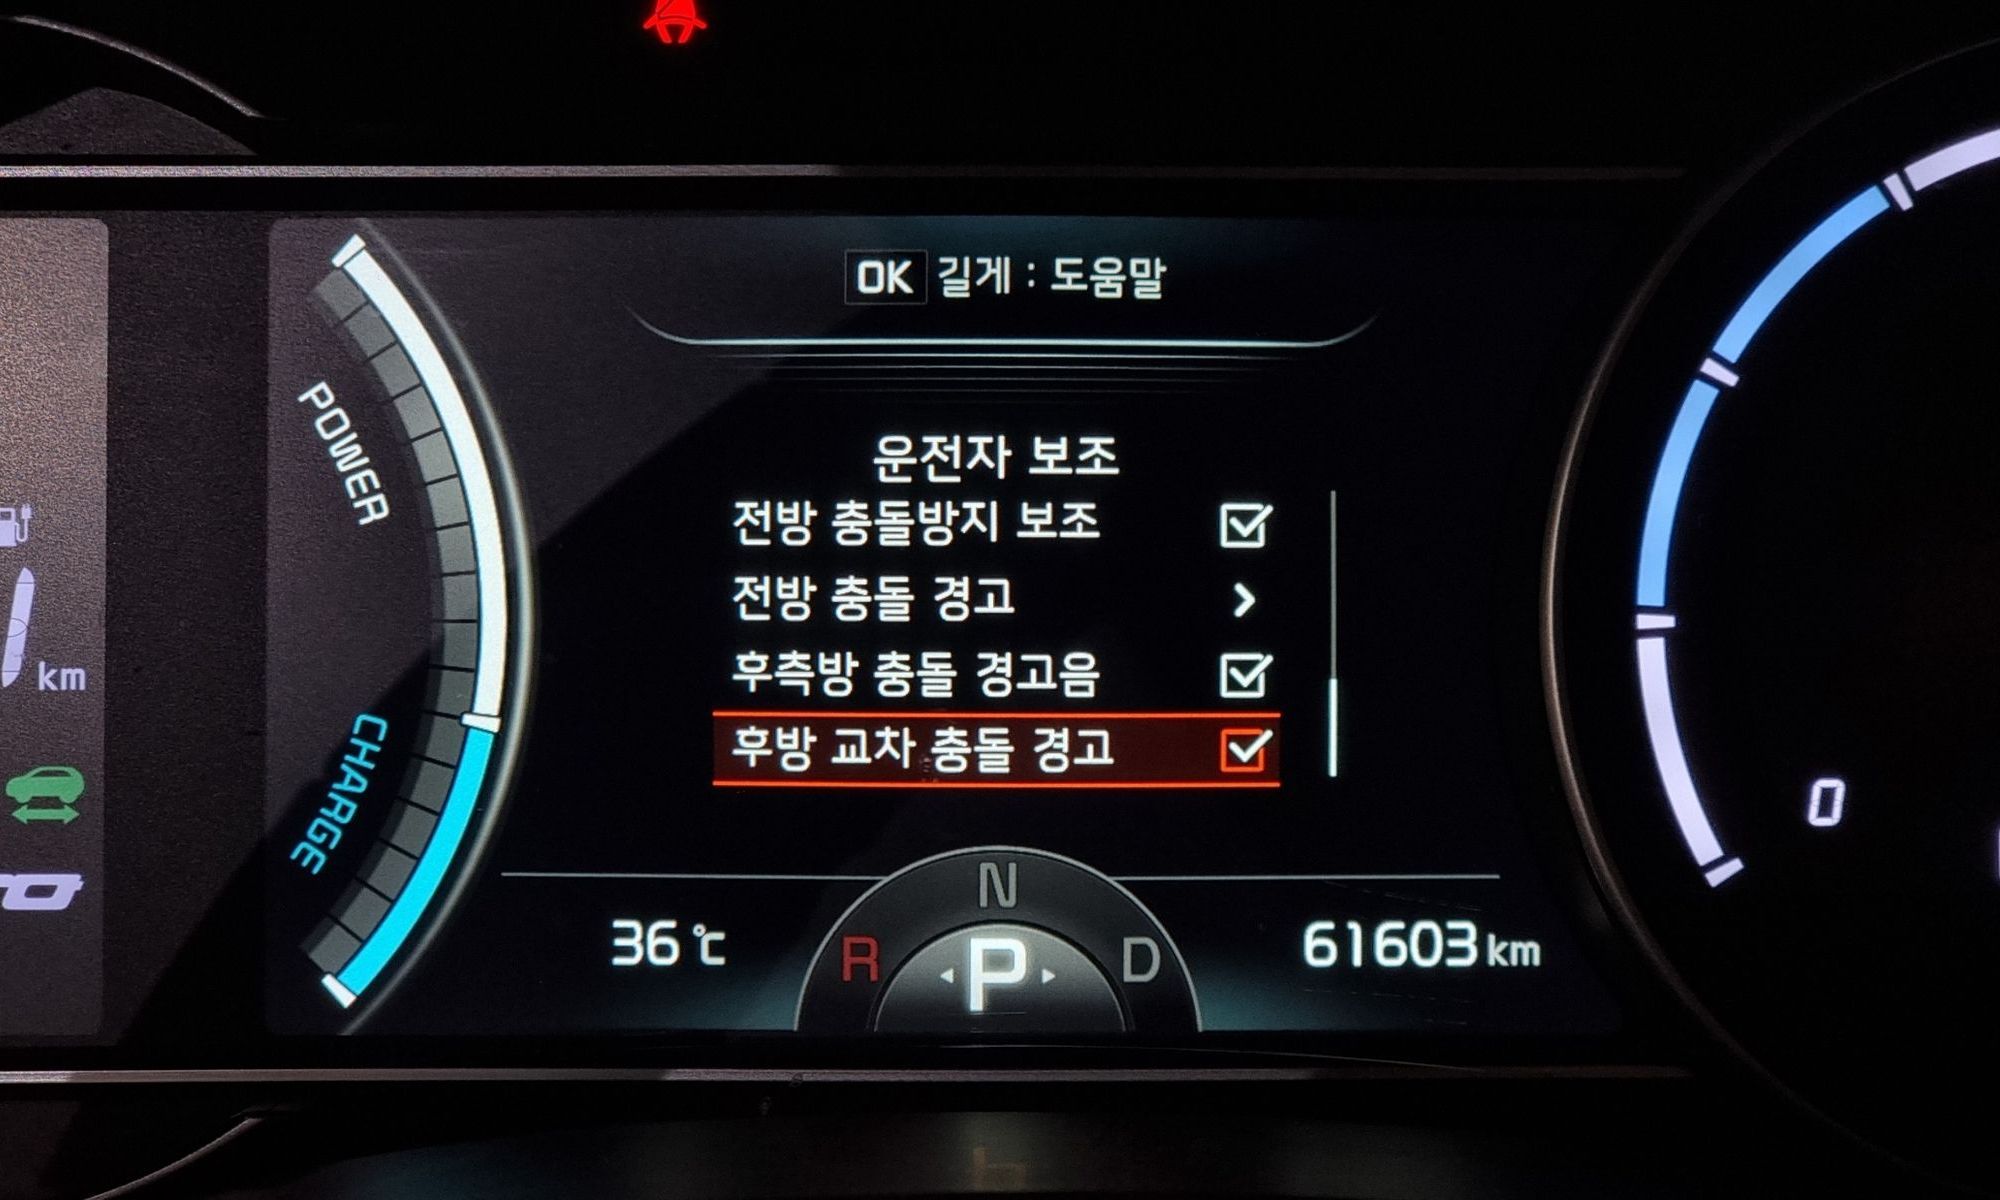 OK 길게 : 도움말
운전자 보조
전방 충돌방지 보조
전방 충돌 경고
후측방 충돌 경고음
후방 교차 충돌 경고
POWER
CHARGE
km
0
N
R P D
36 ℃
61603 km